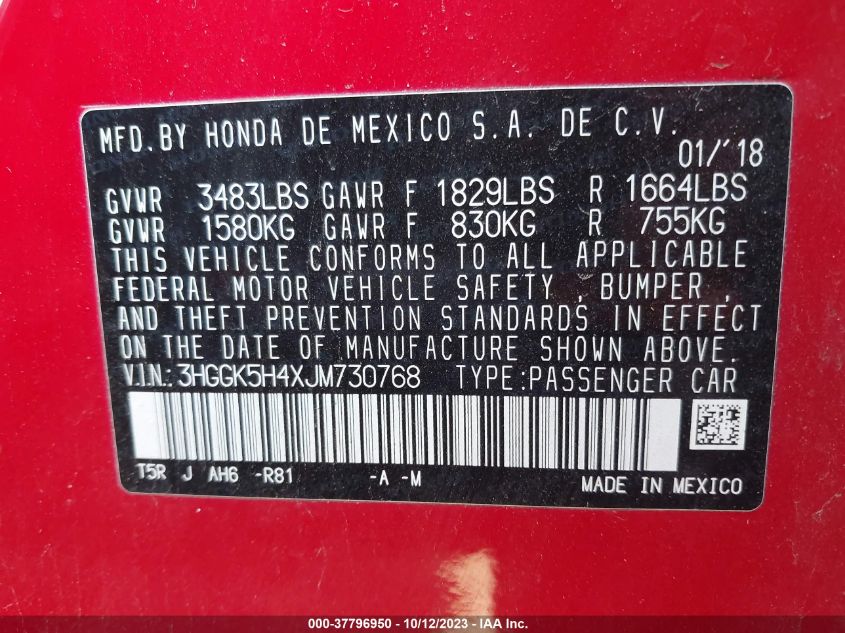 MFD.BY HONDA DE MEXICO S.A. DE C.V.
01/'18
GVWR 3483LBS GAWR F 1829LBS R 1664LBS
GVWR 1580KG GAWR F 830KG R 755KG
THIS VEHICLE CONFORMS TO ALL APPLICABLE
FEDERAL MOTOR VEHICLE SAFETY , BUMPER ,
AND THEFT PREVENTION STANDARDS IN EFFECT
ON THE DATE OF MANUFACTURE SHOWN ABOVE.
V.I.N.:3HGGK5H4XJM730768 TYPE:PASSENGER CAR
T5R J AH6 -R81 -A -M
MADE IN MEXICO
000-37796950 - 10/12/2023 - IAA Inc.